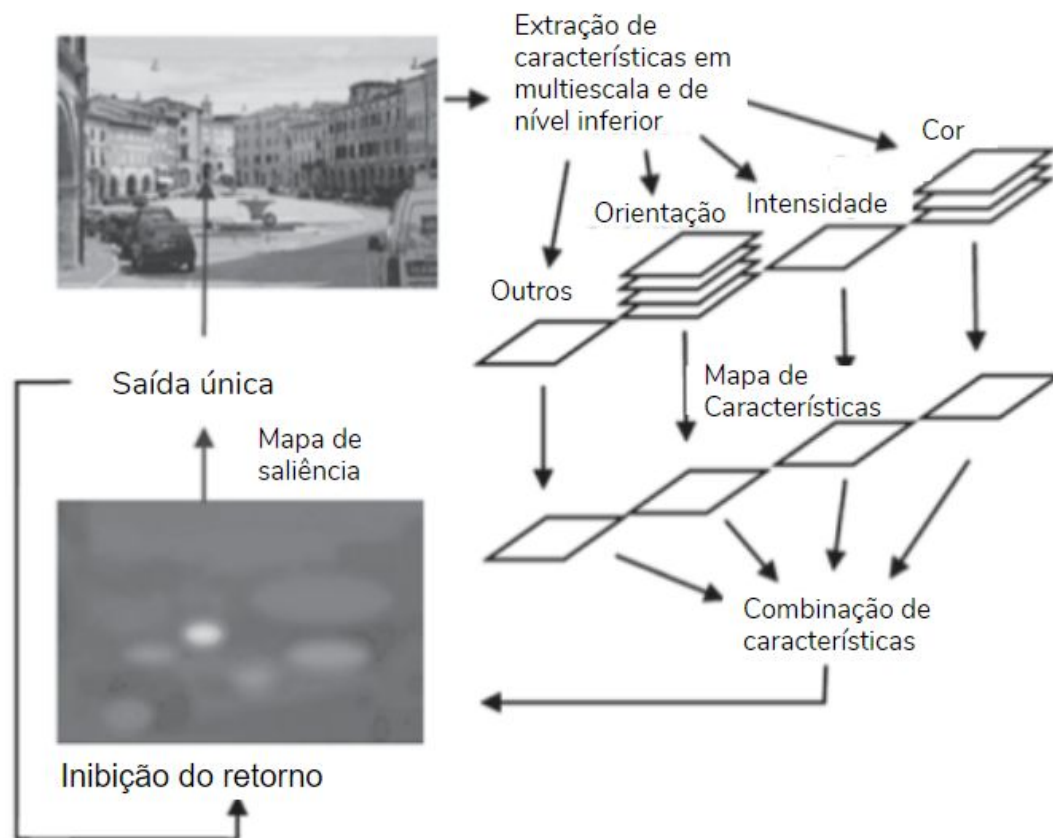 Extração de
características em
multiescala e de
nível inferior
Cor
Orientação
Intensidade
Outros
Mapa de
Características
Saída única
Mapa de
saliência
Combinação de
características
Inibição do retorno